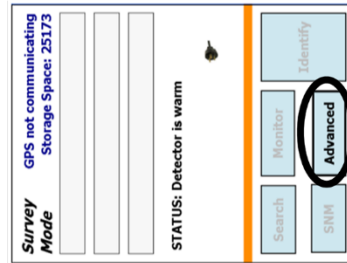 Survey
Mode
GPS not communicating
Storage Space: 25173
STATUS: Detector is warm
Search
Monitor
Identify
SNM
Advanced